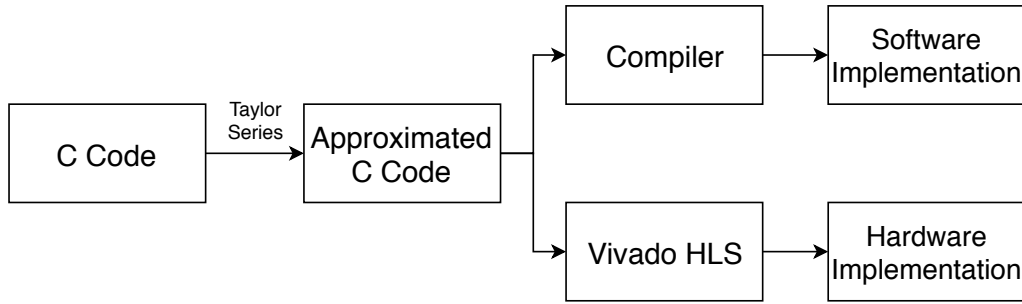 C Code
Taylor
Series
Approximated
C Code
Compiler
Software
Implementation
Vivado HLS
Hardware
Implementation